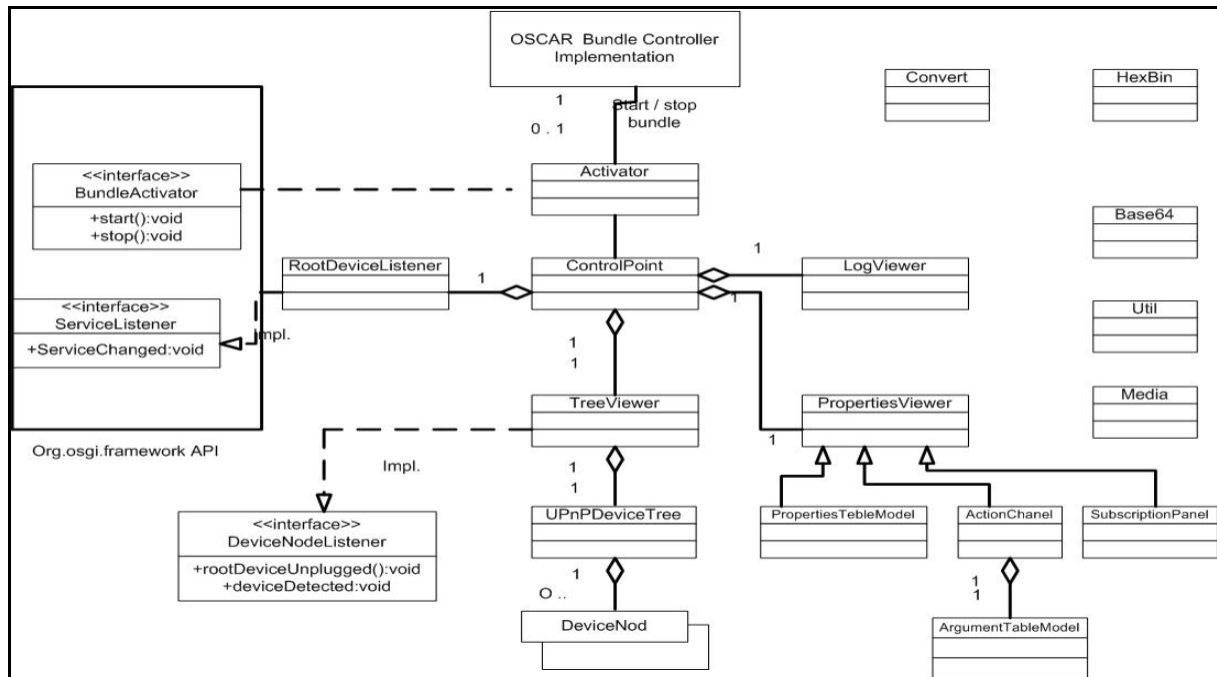 OSCAR Bundle Controller
Implementation
Convert
HexBin
1
Start / stop
bundle
0 . 1
<<interface>>
BundleActivator
+start():void
+stop():void
Activator
Base64
RootDeviceListener
1
ControlPoint
1
LogViewer
1
<<interface>>
ServiceListener
+ServiceChanged:void
Impl.
Util
1
1
TreeViewer
PropertiesViewer
Media
1
Org.osgi.framework API
Impl.
1
1
<<interface>>
DeviceNodeListener
+rootDeviceUnplugged():void
+deviceDetected:void
UPnPDeviceTree
PropertiesTebleModel
ActionChanel
SubscriptionPanel
1
O ..
1
1
DeviceNod
ArgumentTableModel